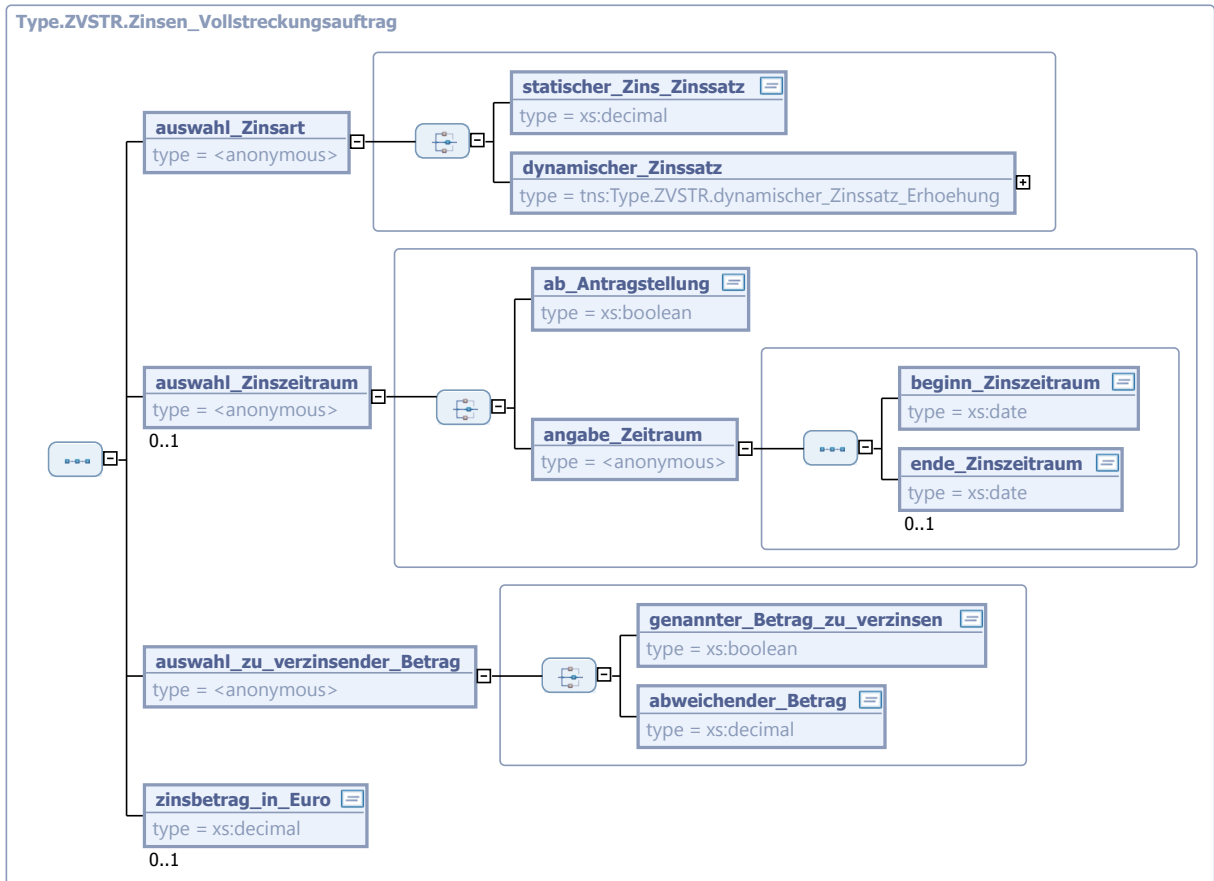 Type.ZVSTR.Zinsen_Vollstreckungsauftrag
statischer_Zins_Zinssatz
type = xs:decimal
auswahl_Zinsart
type = <anonymous>
dynamischer_Zinssatz
type = tns:Type.ZVSTR.dynamischer_Zinssatz_Erhoehung
ab_Antragstellung
type = xs:boolean
auswahl_Zinszeitraum
type = <anonymous>
0..1
beginn_Zinszeitraum
type = xs:date
angabe_Zeitraum
type = <anonymous>
ende_Zinszeitraum
type = xs:date
0..1
genannter_Betrag_zu_verzinsen
type = xs:boolean
auswahl_zu_verzinsender_Betrag
type = <anonymous>
abweichender_Betrag
type = xs:decimal
zinsbetrag_in_Euro
type = xs:decimal
0..1